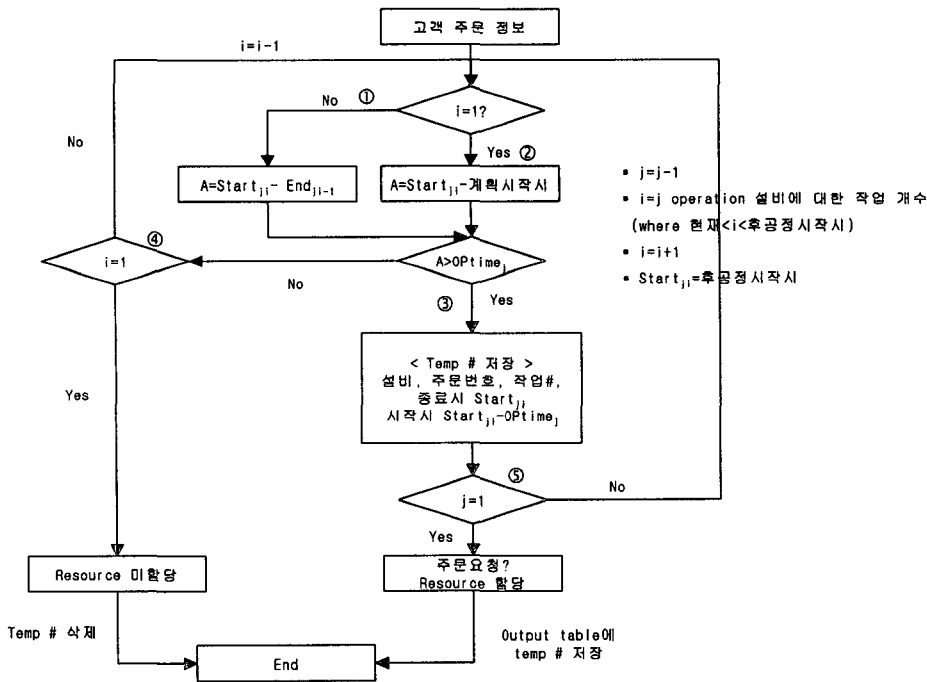 고객 주문 정보
i=i-1
No ①
i=1?
No
Yes ②
A=Start_ji- End_ji-1
A=Start_ji-계획시작시
▪ j=j-1
▪ i=j operation 설비에 대한 작업 개수
(where 현재<i<후공정시작시)
▪ i=i+1
▪ Start_ji=후공정시작시
④
i=1
A>OPtime_j
No
③ Yes
< Temp # 저장 >
설비, 주문번호, 작업#,
종료시 Start_ji
시작시 Start_ji-OPtime_j
Yes
⑤
j=1
No
Yes
Resource 미할당
주문요청?
Resource 할당
Temp # 삭제
Output table에
temp # 저장
End